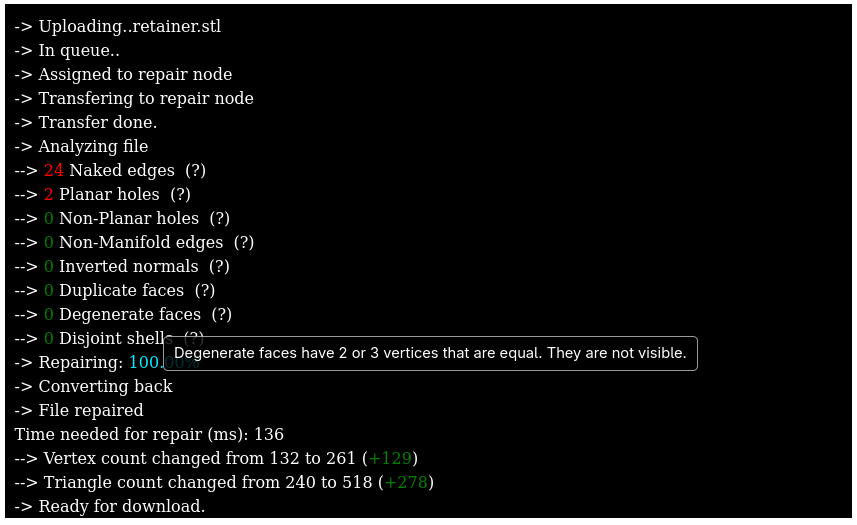 -> Uploading..retainer.stl
-> In queue..
-> Assigned to repair node
-> Transfering to repair node
-> Transfer done.
-> Analyzing file
--> 24 Naked edges (?)
--> 2 Planar holes (?)
--> 0 Non-Planar holes (?)
--> 0 Non-Manifold edges (?)
--> 0 Inverted normals (?)
--> 0 Duplicate faces (?)
--> 0 Degenerate faces (?)
--> 0 Disjoint shells (?)
Degenerate faces have 2 or 3 vertices that are equal. They are not visible.
-> Repairing: 100.00%
-> Converting back
-> File repaired
Time needed for repair (ms): 136
--> Vertex count changed from 132 to 261 (+129)
--> Triangle count changed from 240 to 518 (+278)
-> Ready for download.